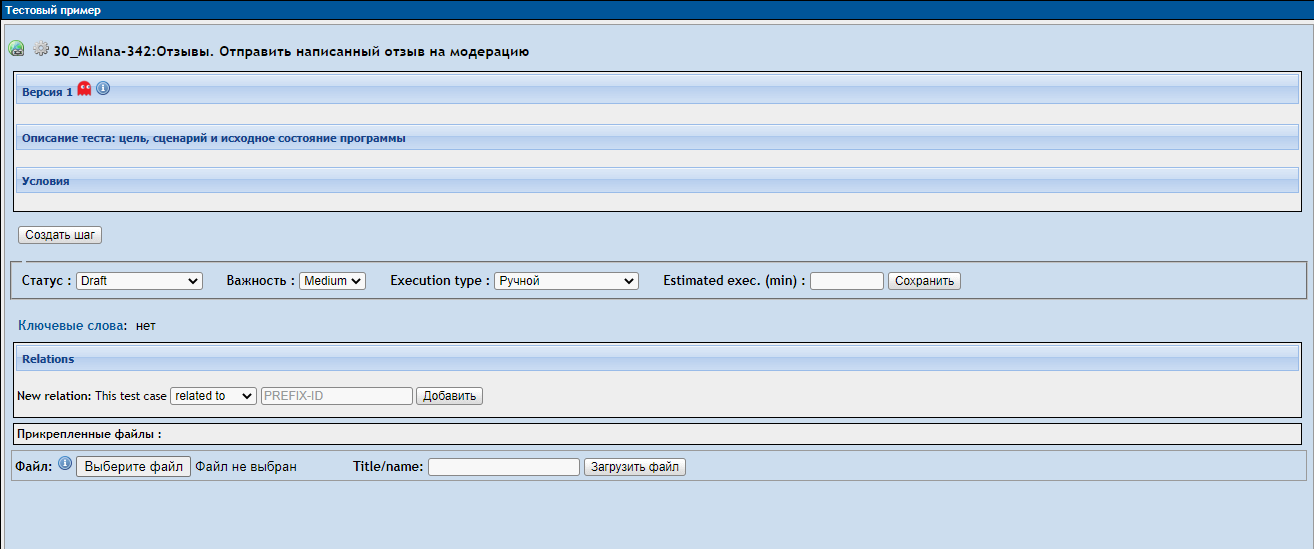 Тестовый пример
30_Milana-342:Отзывы. Отправить написанный отзыв на модерацию
Версия 1
Описание теста: цель, сценарий и исходное состояние программы
Условия
Создать шаг
Статус : Draft Важность : Medium Execution type : Ручной Estimated exec. (min) : Сохранить
Ключевые слова: нет
Relations
New relation: This test case related to PREFIX-ID Добавить
Прикрепленные файлы :
Файл: Выберите файл Файл не выбран Title/name: Загрузить файл